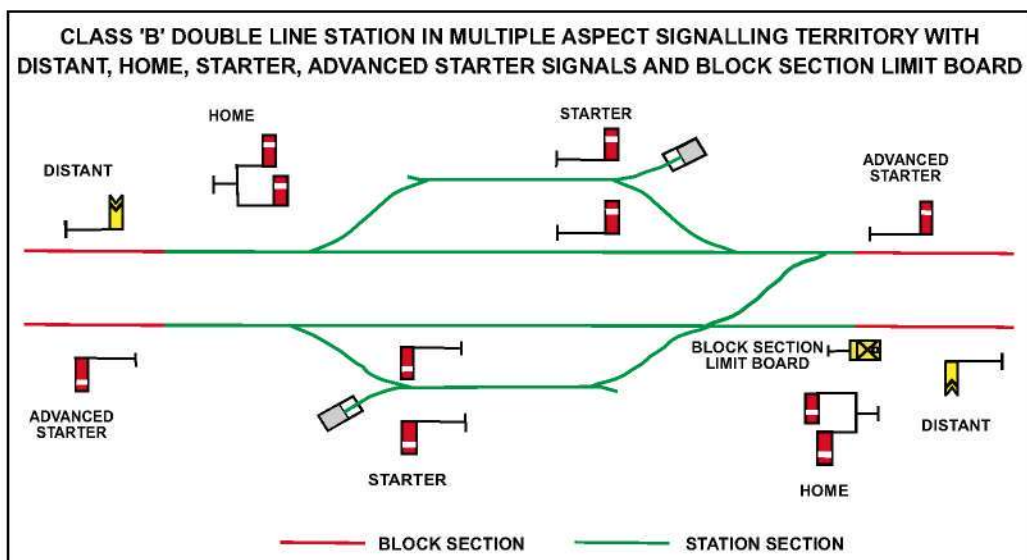 CLASS 'B' DOUBLE LINE STATION IN MULTIPLE ASPECT SIGNALLING TERRITORY WITH
DISTANT, HOME, STARTER, ADVANCED STARTER SIGNALS AND BLOCK SECTION LIMIT BOARD
HOME
STARTER
DISTANT
ADVANCED
STARTER
BLOCK SECTION
LIMIT BOARD
ADVANCED
STARTER
DISTANT
STARTER
HOME
BLOCK SECTION
STATION SECTION